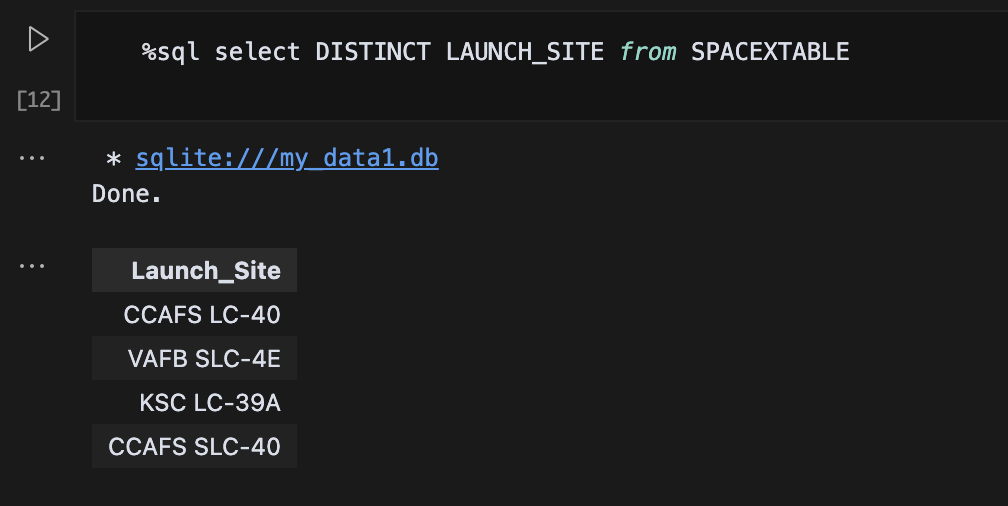 %sql select DISTINCT LAUNCH_SITE from SPACEXTABLE
[12]
... * sqlite:///my_data1.db
Done.
...
Launch_Site
CCAFS LC-40
VAFB SLC-4E
KSC LC-39A
CCAFS SLC-40